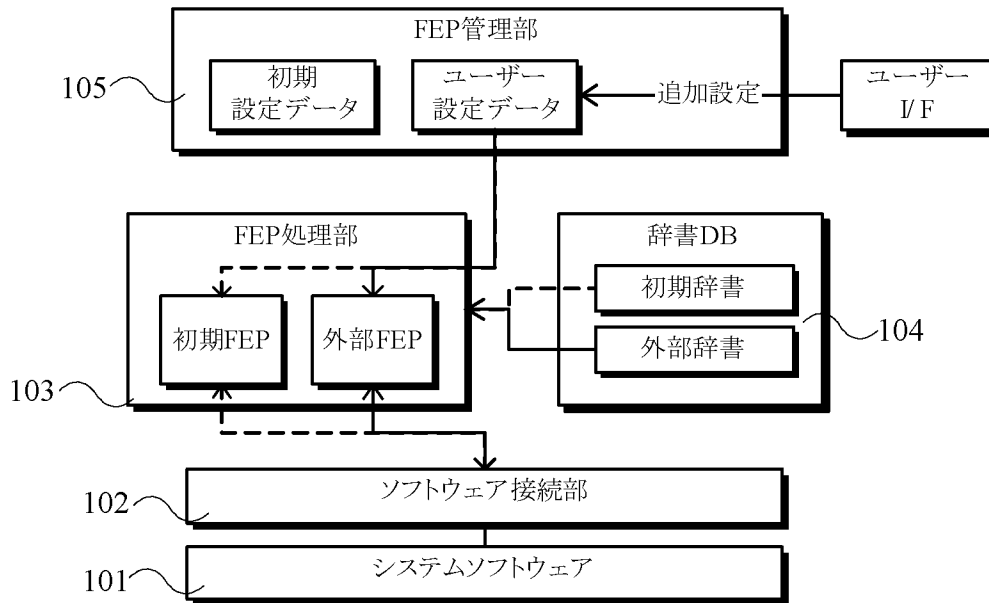 FEP管理部
105
初期
設定データ
ユーザー
設定データ
追加設定
ユーザー
I/F
FEP処理部
初期FEP
外部FEP
103
辞書DB
初期辞書
外部辞書
104
ソフトウェア接続部
102
システムソフトウェア
101